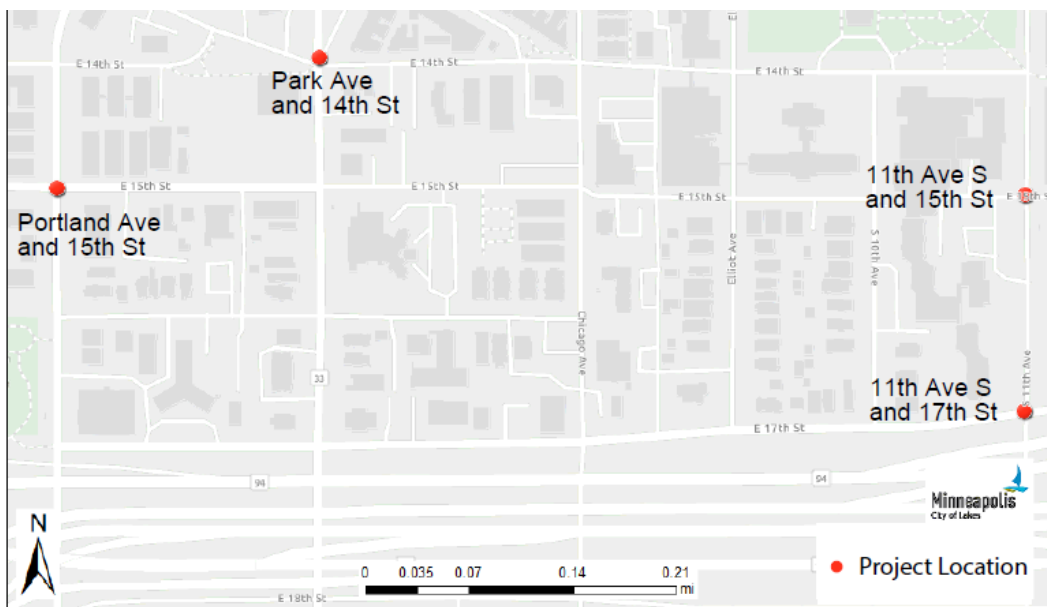 E 14th St
E 14th St
E 14th St
Park Ave
and 14th St
E 15th St
E 15th St
E 15th St
11th Ave S
and 15th St
Portland Ave
and 15th St
Elliot Ave
S 10th Ave
Chicago Ave
S 11th Ave
33
11th Ave S
and 17th St
E 17th St
94
94
Minneapolis
City of Lakes
N
0 0.035 0.07 0.14 0.21
mi
Project Location
E 18th St